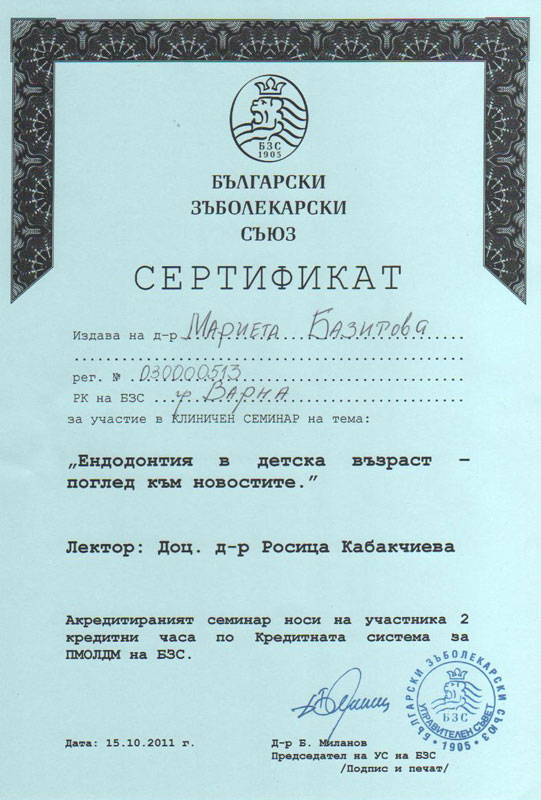 БЗС
1905
БЪЛГАРСКИ
ЗЪБОЛЕКАРСКИ
СЪЮЗ
СЕРТИФИКАТ
Издава на д-р Мариета Базитова
рег. № 030000513
РК на БЗС гр Варна
за участие в КЛИНИЧЕН СЕМИНАР на тема:
„Ендодонтия в детска възраст –
поглед към новостите.”
Лектор: Доц. д-р Росица Кабакчиева
Акредитираният семинар носи на участника 2
кредитни часа по Кредитната система за
ПМОЛДМ на БЗС.
БЪЛГАРСКИ ЗЪБОЛЕКАРСКИ СЪЮЗ
БЗС
УПРАВИТЕЛЕН СЪВЕТ
• 1905 •
Дата: 15.10.2011 г.
Д-р Б. Миланов
Председател на УС на БЗС
/Подпис и печат/